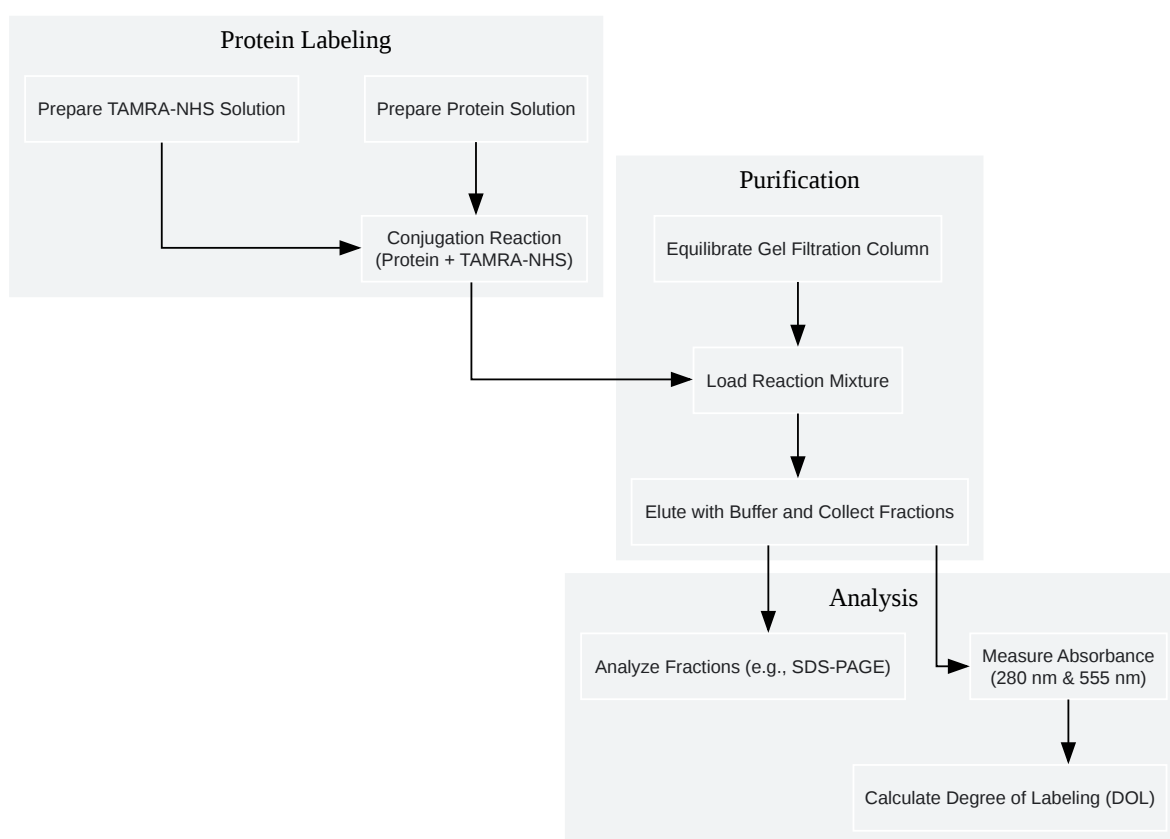 Protein Labeling
Prepare TAMRA-NHS Solution
Prepare Protein Solution
Conjugation Reaction
(Protein + TAMRA-NHS)
Purification
Equilibrate Gel Filtration Column
Load Reaction Mixture
Elute with Buffer and Collect Fractions
Analysis
Analyze Fractions (e.g., SDS-PAGE)
Measure Absorbance
(280 nm & 555 nm)
Calculate Degree of Labeling (DOL)